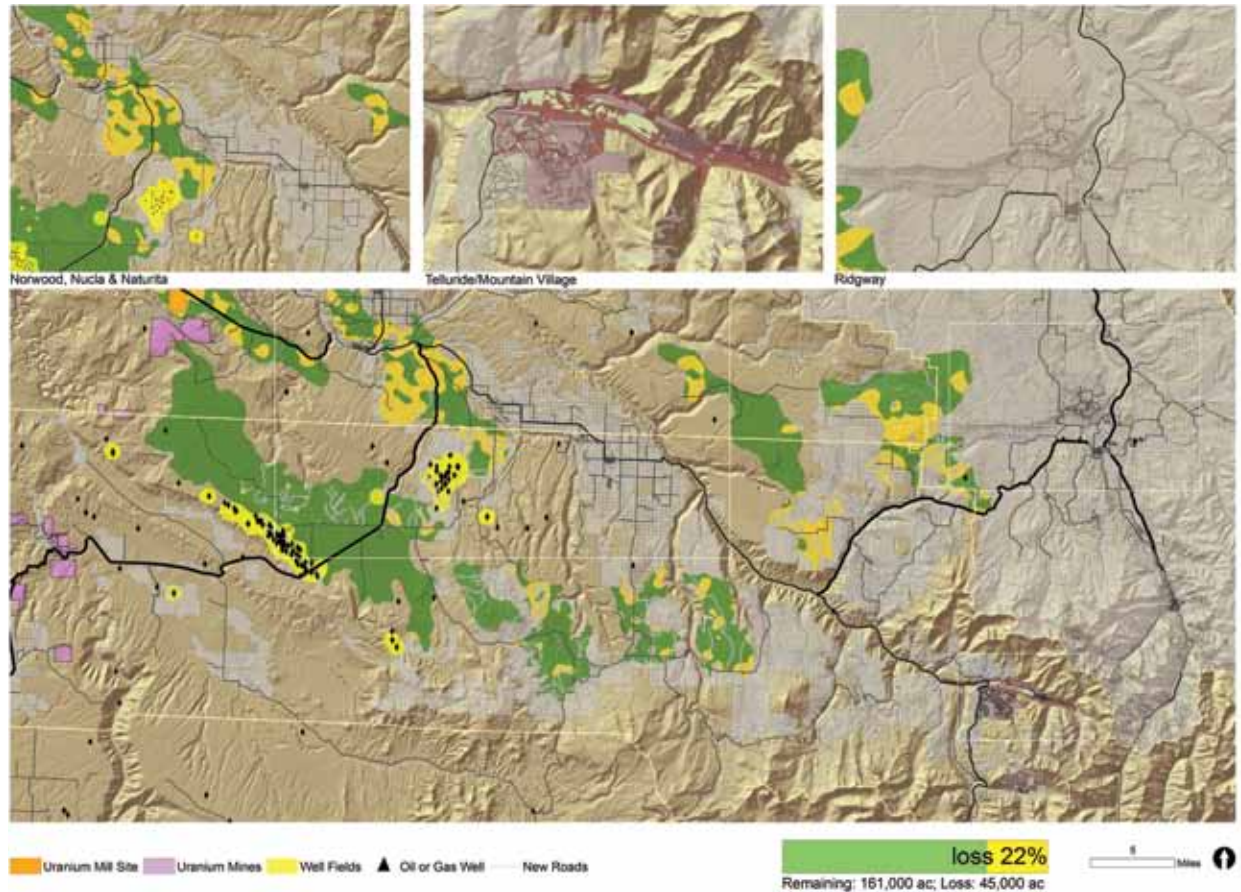 Norwood, Nucla & Naturita
Telluride/Mountain Village
Ridgway
Uranium Mill Site
Uranium Mines
Well Fields
Oil or Gas Well
New Roads
loss 22%
Remaining: 161,000 ac; Loss: 45,000 ac
Miles